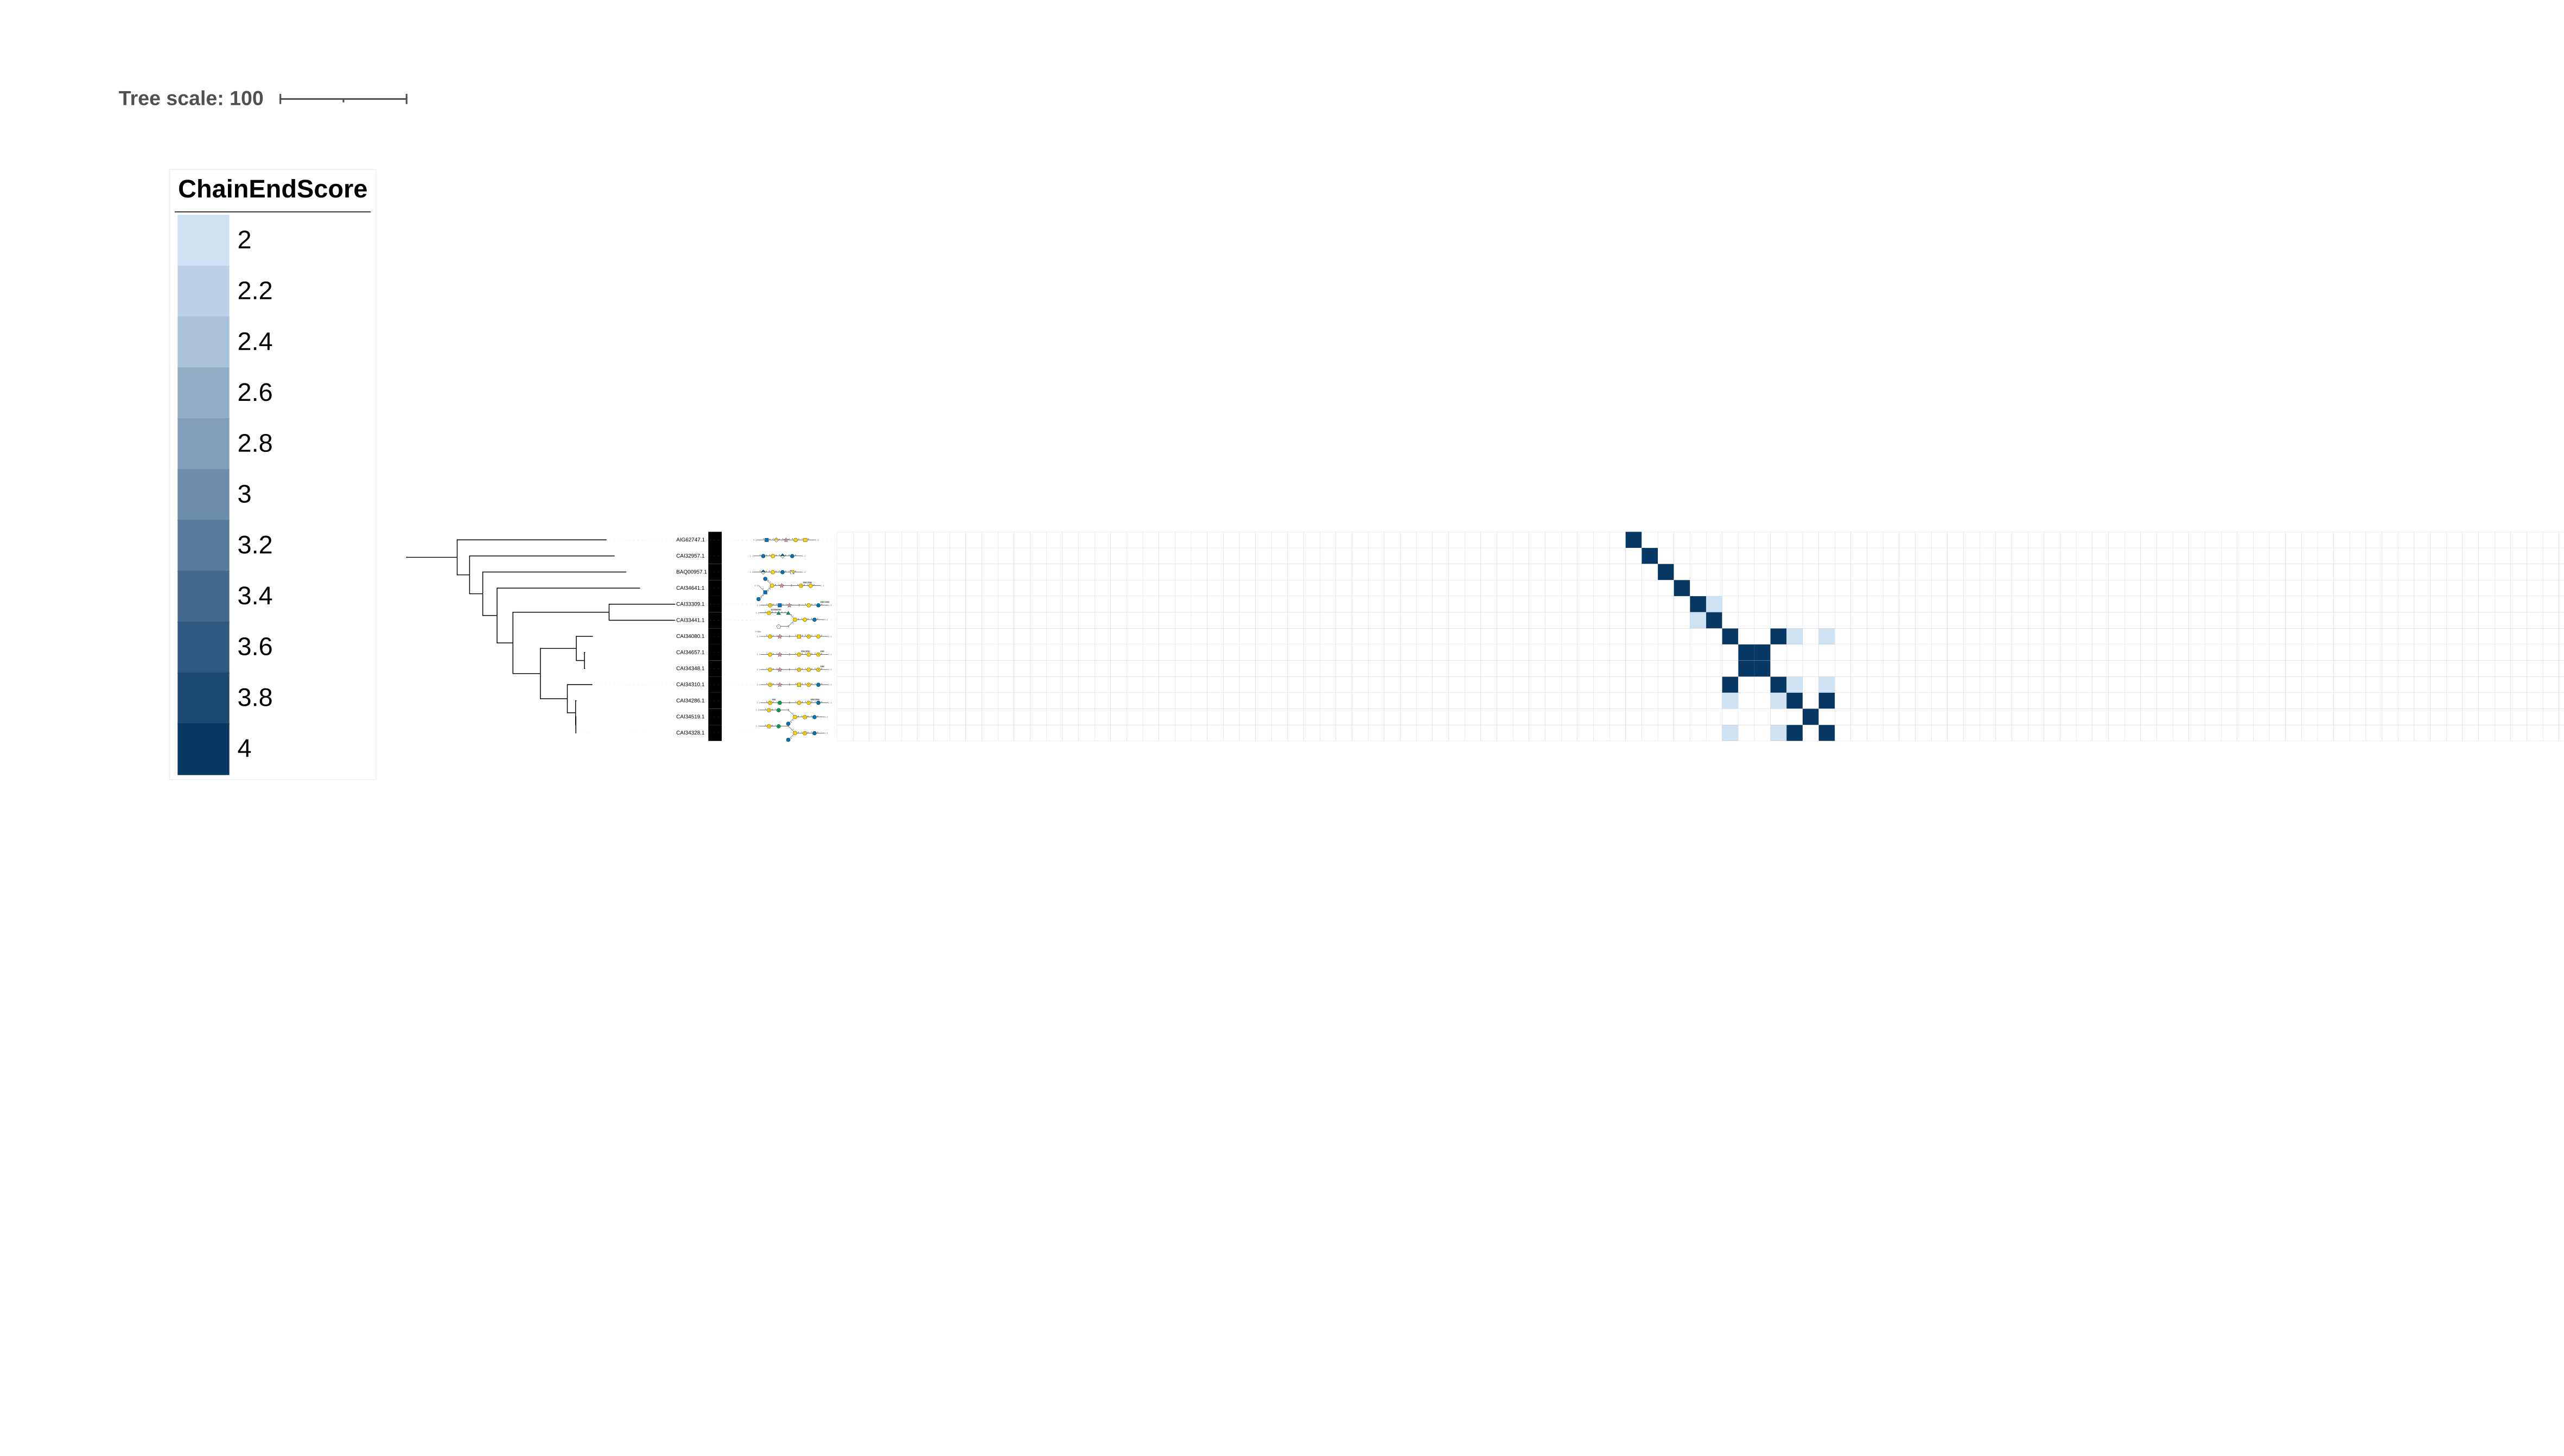 Tree scale: 100
ChainEndScore
2
2.2
2.4
2.6
2.8
3
3.2
3.4
3.6
3.8
4
AIG62747.1
CAI32957.1
BAQ00957.1
CAI34641.1
CAI33309.1
CAI33441.1
CAI34080.1
CAI34657.1
CAI34348.1
CAI34310.1
CAI34286.1
CAI34519.1
CAI34328.1